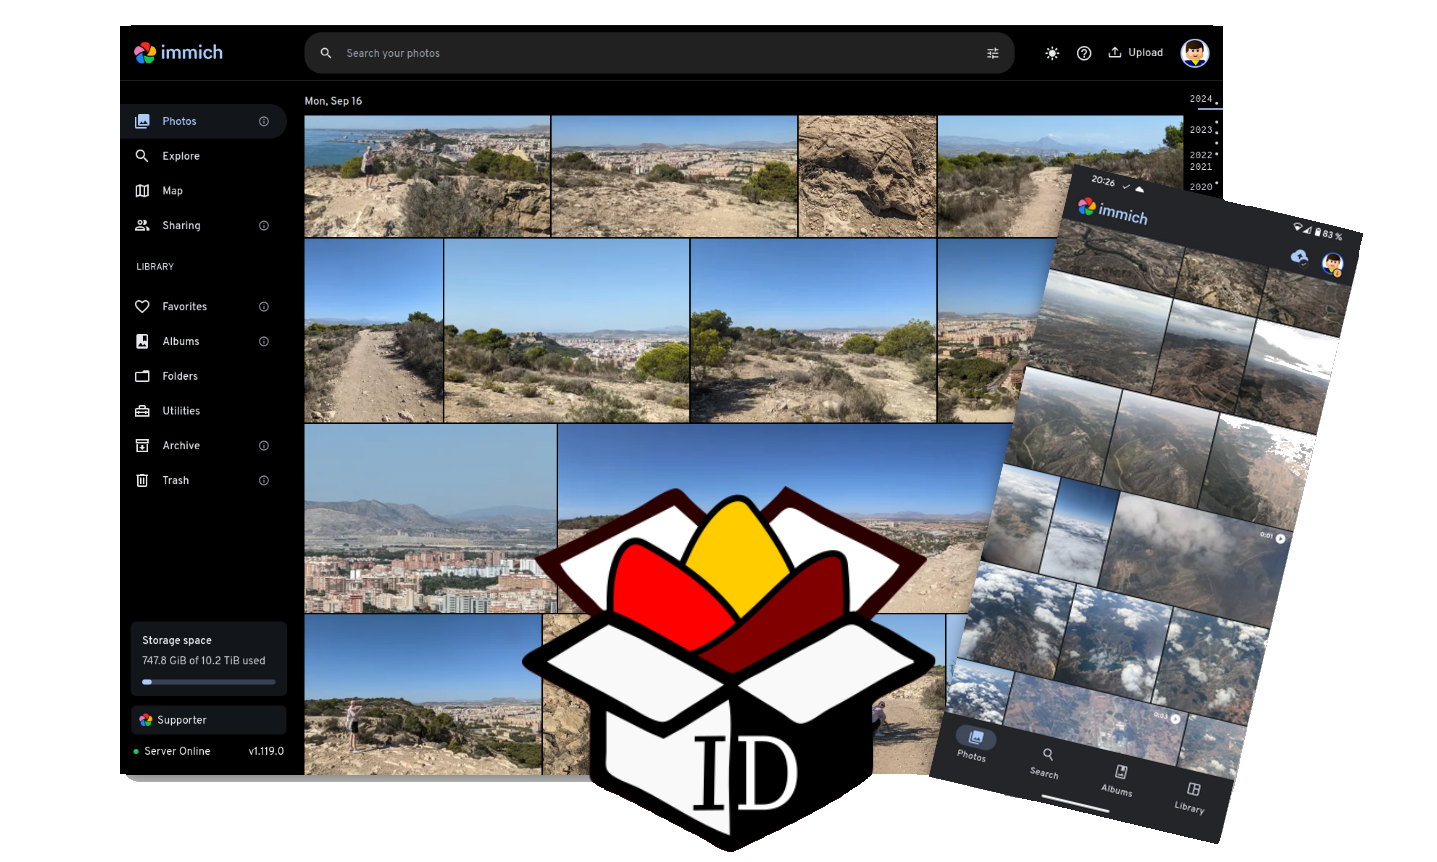 immich
Search your photos
Upload
Photos
Explore
Map
Sharing
LIBRARY
Favorites
Albums
Folders
Utilities
Archive
Trash
Storage space
747.8 GiB of 10.2 TiB used
Supporter
Server Online v1.119.0
Mon, Sep 16
2024
2023
2022
2021
2020
20:26
83 %
immich
0:01
0:03
Photos
Search
Albums
Library
ID